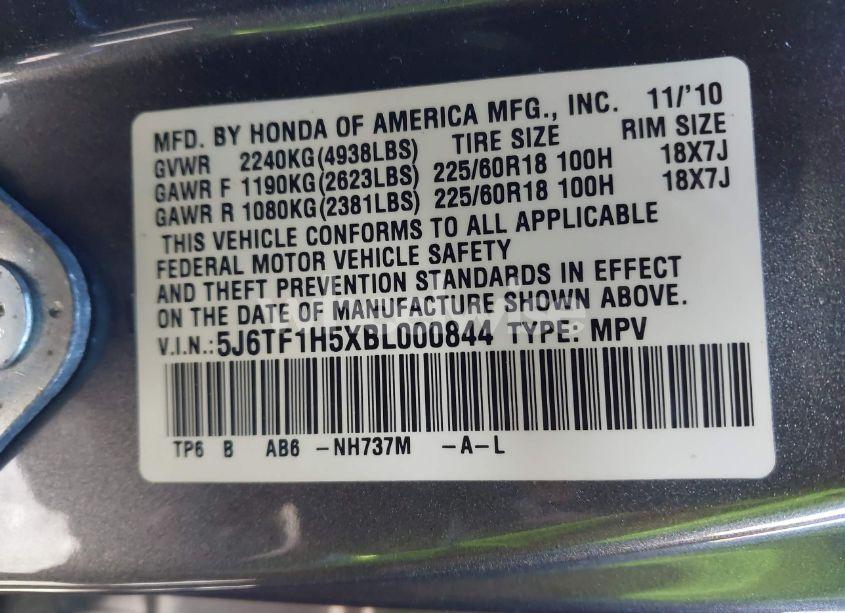 MFD. BY HONDA OF AMERICA MFG., INC. 11/'10
GVWR 2240KG(4938LBS) TIRE SIZE RIM SIZE
GAWR F 1190KG(2623LBS) 225/60R18 100H 18X7J
GAWR R 1080KG(2381LBS) 225/60R18 100H 18X7J
THIS VEHICLE CONFORMS TO ALL APPLICABLE
FEDERAL MOTOR VEHICLE SAFETY
AND THEFT PREVENTION STANDARDS IN EFFECT
ON THE DATE OF MANUFACTURE SHOWN ABOVE.
V.I.N.:5J6TF1H5XBL000844 TYPE: MPV
TP6 B AB6 -NH737M -A-L